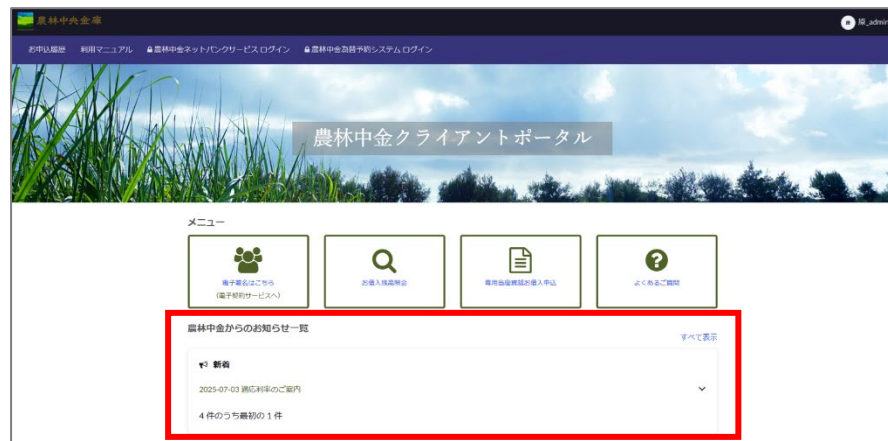 農林中央金庫
原_admin
お申込履歴 利用マニュアル 農林中金ネットバンクサービスログイン 農林中金為替予約システムログイン
農林中金クライアントポータル
メニュー
電子署名はこちら
(電子契約サービスへ)
お借入残高照会
専用当座貸越お借入申込
よくあるご質問
農林中金からのお知らせ一覧
すべて表示
新着
2025-07-03 適応利率のご案内
4 件のうち最初の 1 件